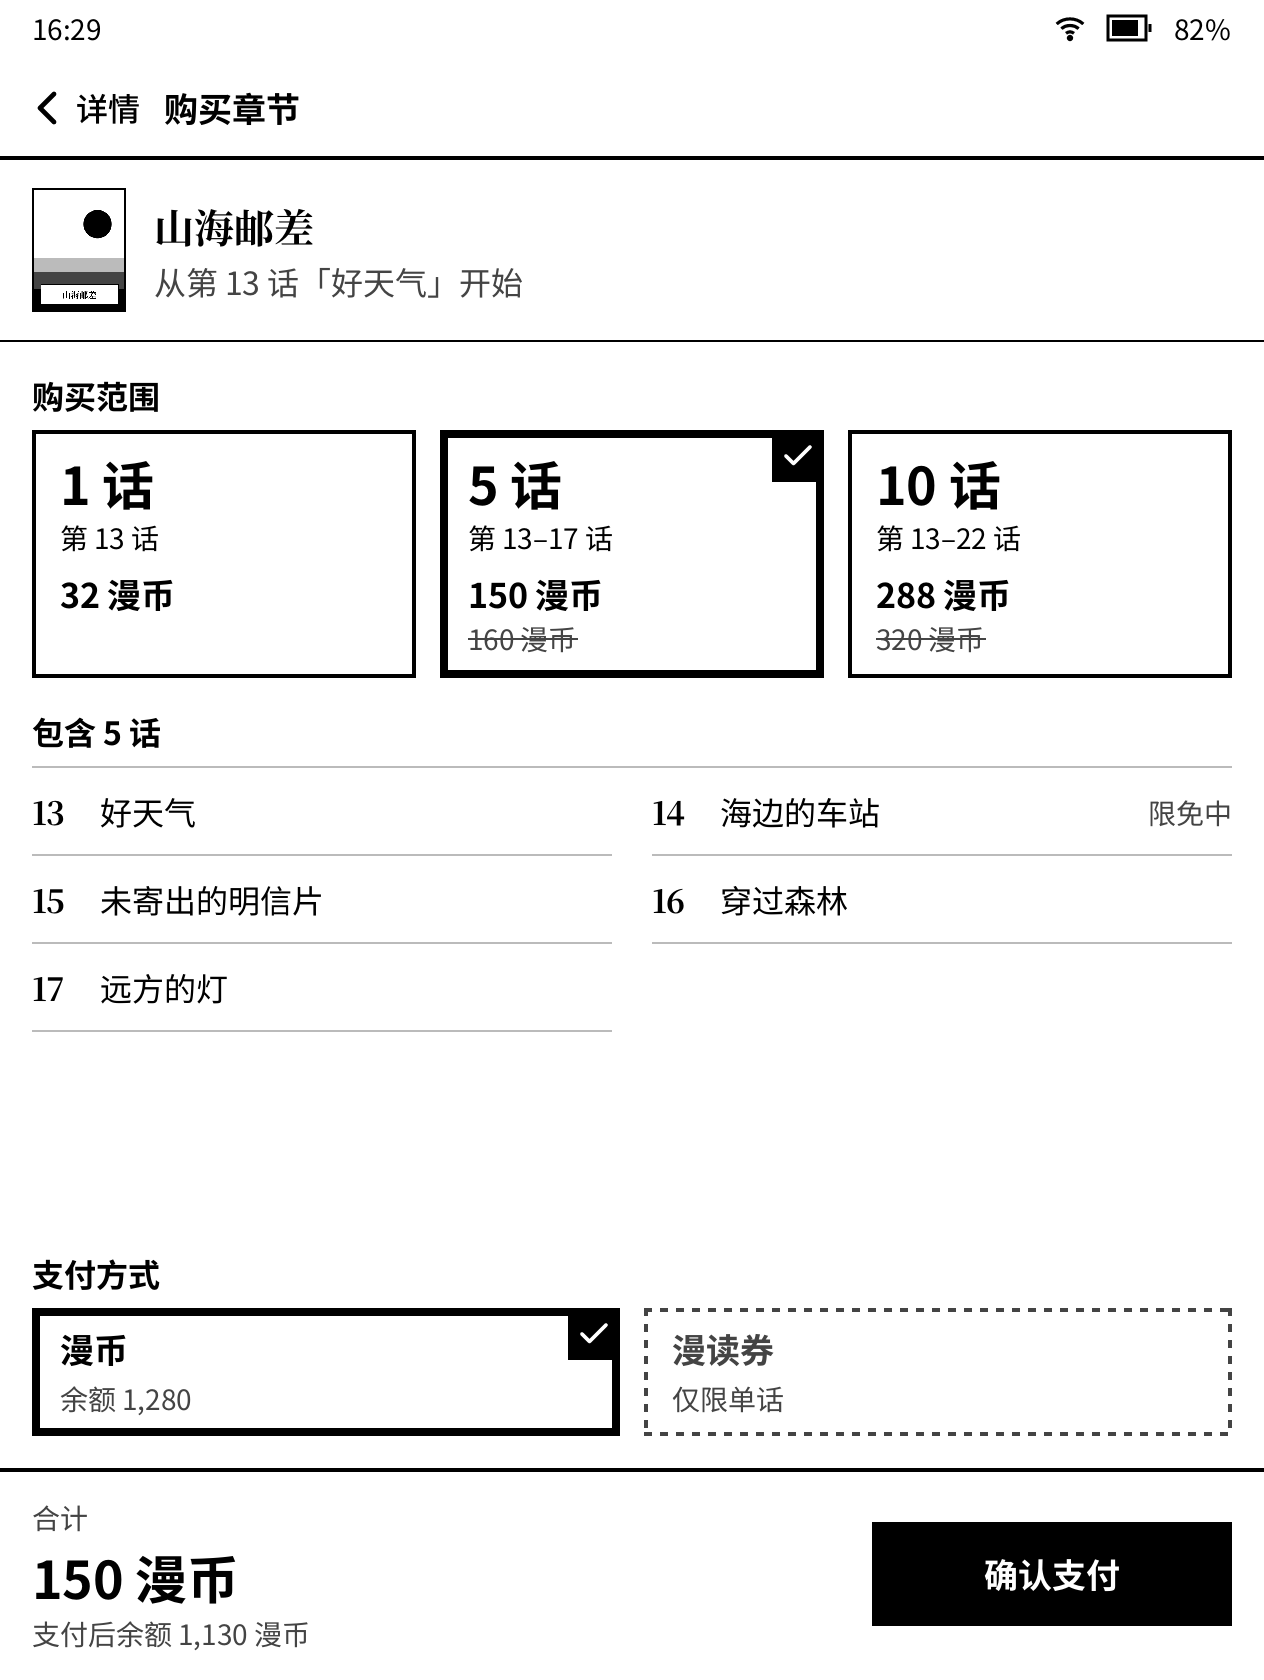 16:29
82%
详情 购买章节
山海邮差
山海邮差
从第 13 话「好天气」开始
购买范围
1 话
第 13 话
32 漫币
5 话
第 13–17 话
150 漫币
160 漫币
10 话
第 13–22 话
288 漫币
320 漫币
包含 5 话
13 好天气
14 海边的车站 限免中
15 未寄出的明信片
16 穿过森林
17 远方的灯
支付方式
漫币
余额 1,280
漫读券
仅限单话
合计
150 漫币
支付后余额 1,130 漫币
确认支付